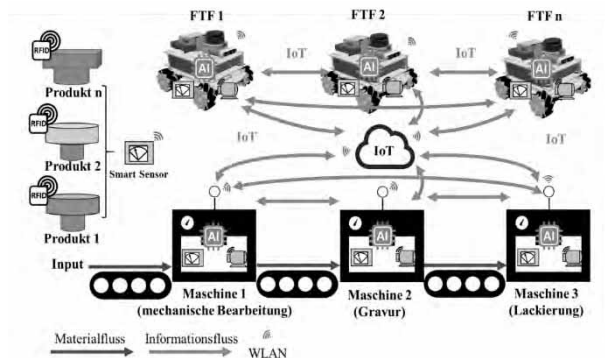 FTF 1
FTF 2
FTF n
RFID
Produkt n
RFID
Produkt 2
RFID
Produkt 1
Smart Sensor
AI
AI
AI
IoT
IoT
IoT
IoT
IoT
Input
AI
AI
AI
Maschine 1
(mechanische Bearbeitung)
Maschine 2
(Gravur)
Maschine 3
(Lackierung)
Materialfluss
Informationsfluss
WLAN